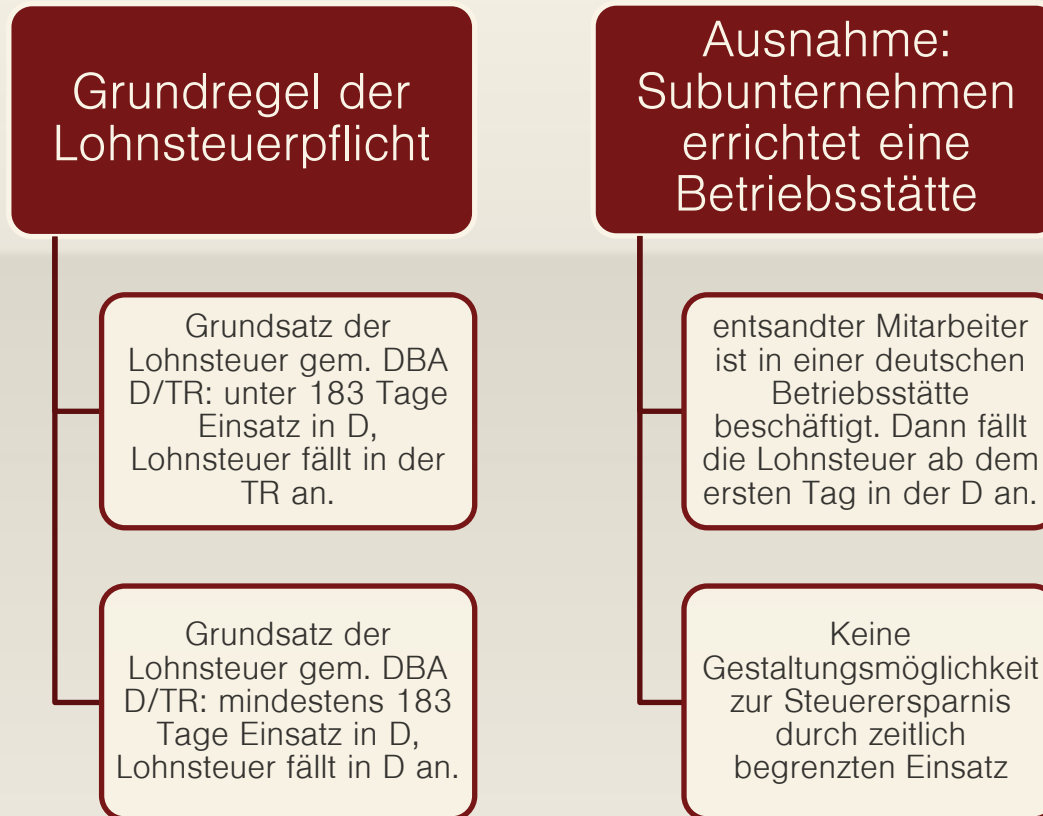 Grundregel der
Lohnsteuerpflicht
Grundsatz der
Lohnsteuer gem. DBA
D/TR: unter 183 Tage
Einsatz in D,
Lohnsteuer fällt in der
TR an.
Grundsatz der
Lohnsteuer gem. DBA
D/TR: mindestens 183
Tage Einsatz in D,
Lohnsteuer fällt in D an.
Ausnahme:
Subunternehmen
errichtet eine
Betriebsstätte
entsandter Mitarbeiter
ist in einer deutschen
Betriebsstätte
beschäftigt. Dann fällt
die Lohnsteuer ab dem
ersten Tag in der D an.
Keine
Gestaltungsmöglichkeit
zur Steuerersparnis
durch zeitlich
begrenzten Einsatz